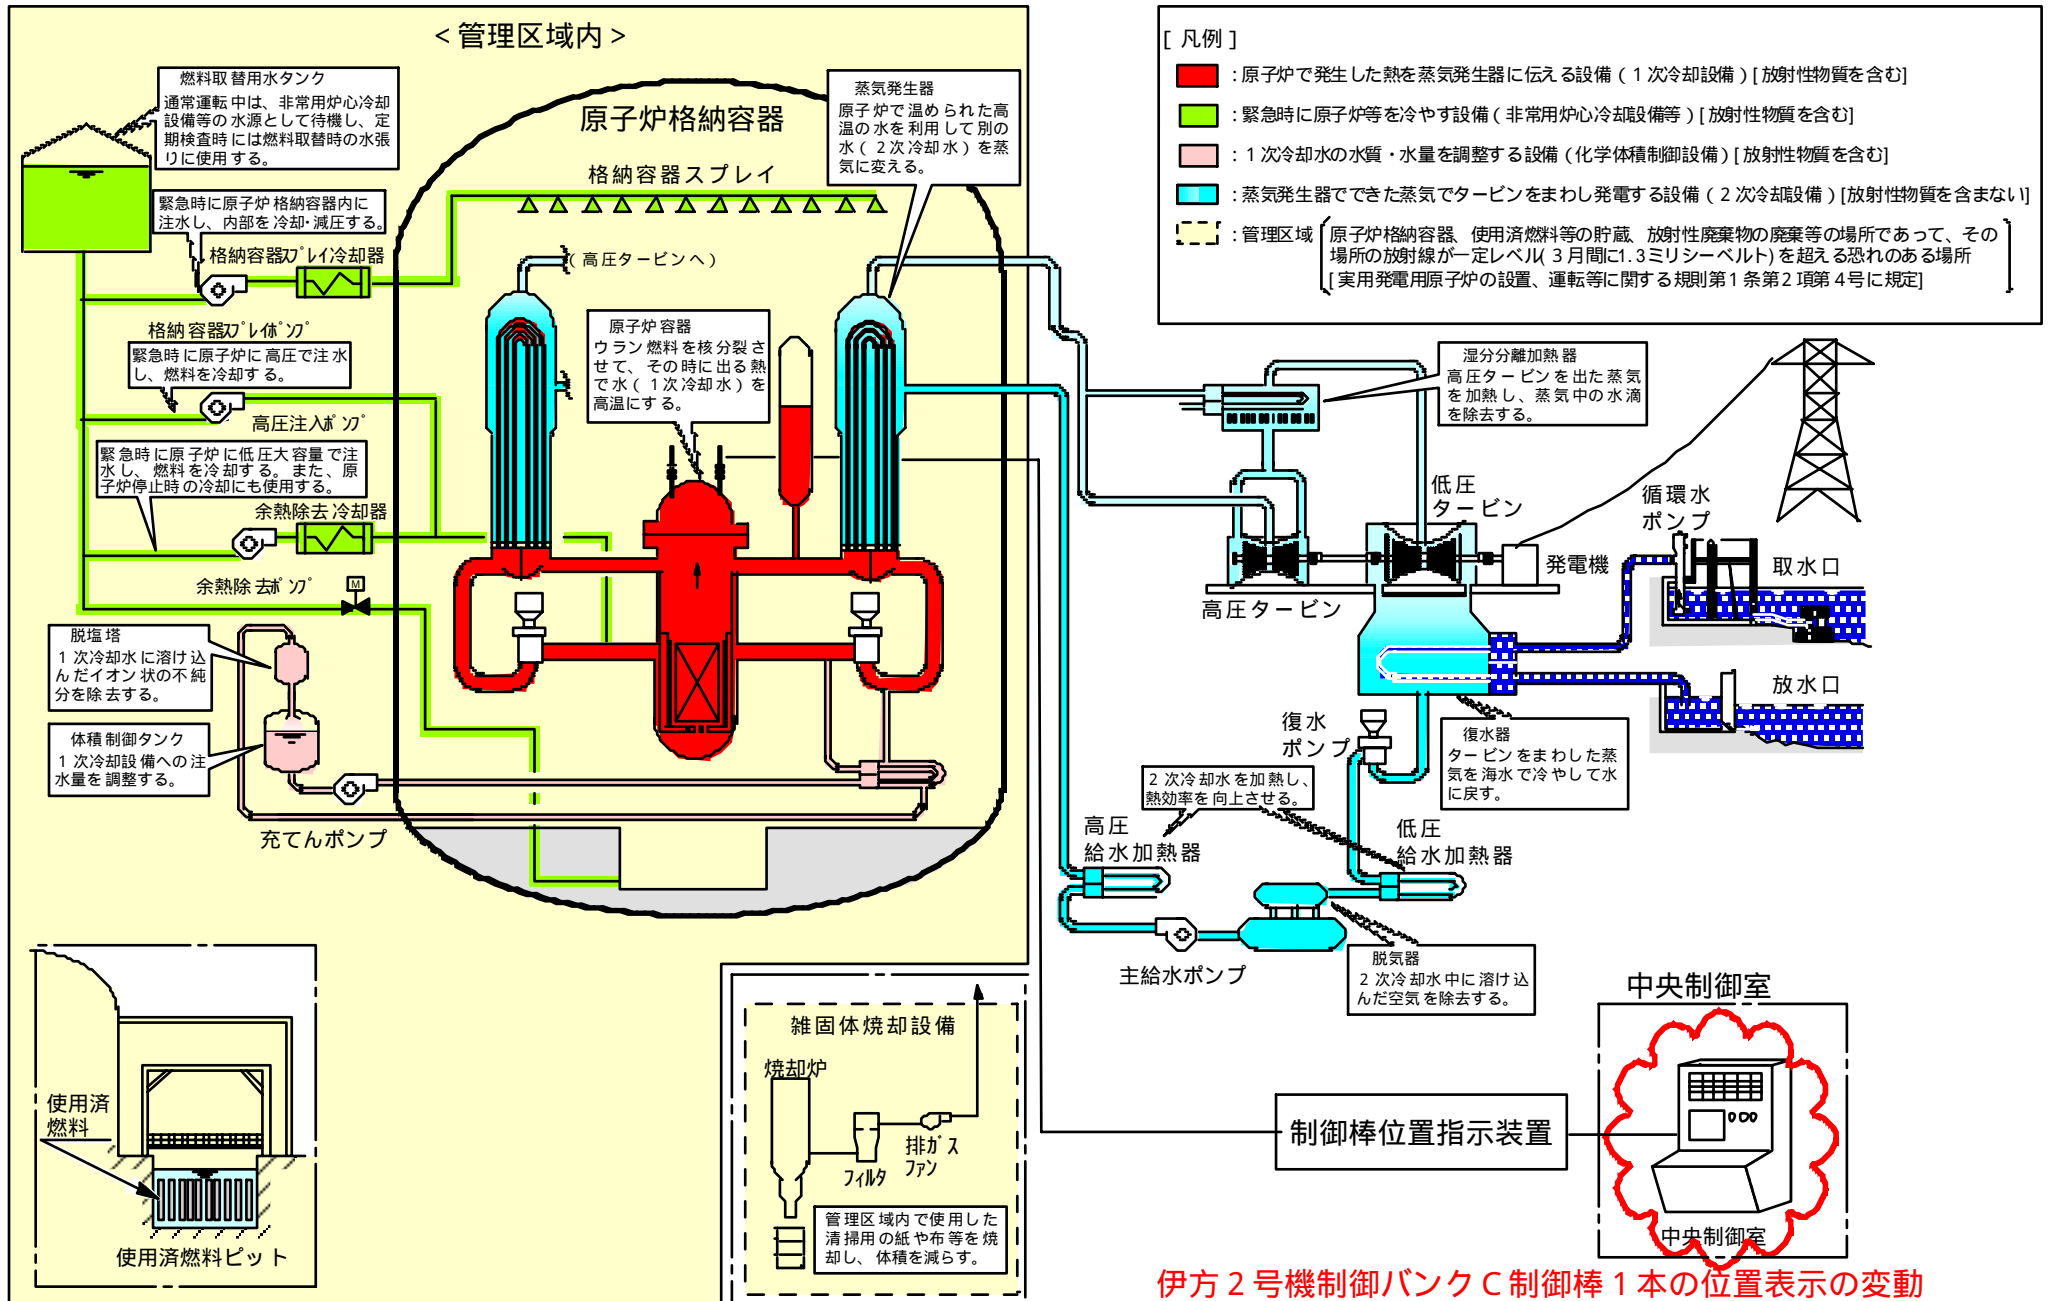 ＜管理区域内＞
燃料取替用水タンク
通常運転中は、非常用炉心冷却
設備等の水源として待機し、定
期検査時には燃料取替時の水張
りに使用する。
緊急時に原子炉格納容器内に
注水し、内部を冷却・減圧する。
格納容器ｽﾌﾟﾚｲ冷却器
格納容器ｽﾌﾟﾚｲﾎﾟﾝﾌﾟ
緊急時に原子炉に高圧で注水
し、燃料を冷却する。
高圧注入ﾎﾟﾝﾌﾟ
緊急時に原子炉に低圧大容量で注
水し、燃料を冷却する。また、原
子炉停止時の冷却にも使用する。
余熱除去冷却器
余熱除去ﾎﾟﾝﾌﾟ
M
脱塩塔
１次冷却水に溶け込
んだイオン状の不純
分を除去する。
体積制御タンク
１次冷却設備への注
水量を調整する。
充てんポンプ
原子炉格納容器
格納容器スプレイ
蒸気発生器
原子炉で温められた高
温の水を利用して別の
水（２次冷却水）を蒸
気に変える。
（高圧タービンへ）
原子炉容器
ウラン燃料を核分裂さ
せて、その時に出る熱
で水（１次冷却水）を
高温にする。
[ 凡例 ]
：原子炉で発生した熱を蒸気発生器に伝える設備（１次冷却設備）[放射性物質を含む]
：緊急時に原子炉等を冷やす設備（非常用炉心冷却設備等）[放射性物質を含む]
：１次冷却水の水質・水量を調整する設備（化学体積制御設備）[放射性物質を含む]
：蒸気発生器でできた蒸気でタービンをまわし発電する設備（２次冷却設備）[放射性物質を含まない]
：管理区域
原子炉格納容器、使用済燃料等の貯蔵、放射性廃棄物の廃棄等の場所であって、その
場所の放射線が一定レベル(３月間に1.3ミリシーベルト)を超える恐れのある場所
[実用発電用原子炉の設置、運転等に関する規則第１条第２項第４号に規定]
湿分分離加熱器
高圧タービンを出た蒸気
を加熱し、蒸気中の水滴
を除去する。
低圧
タービン
循環水
ポンプ
取水口
発電機
高圧タービン
放水口
復水
ポンプ
復水器
タービンをまわした蒸
気を海水で冷やして水
に戻す。
２次冷却水を加熱し、
熱効率を向上させる。
高圧
給水加熱器
低圧
給水加熱器
主給水ポンプ
脱気器
２次冷却水中に溶け込
んだ空気を除去する。
使用済
燃料
使用済燃料ピット
雑固体焼却設備
焼却炉
フィルタ
排ｶﾞｽ
ﾌｧﾝ
管理区域内で使用した
清掃用の紙や布等を焼
却し、体積を減らす。
制御棒位置指示装置
中央制御室
中央制御室
伊方２号機制御バンクＣ制御棒１本の位置表示の変動